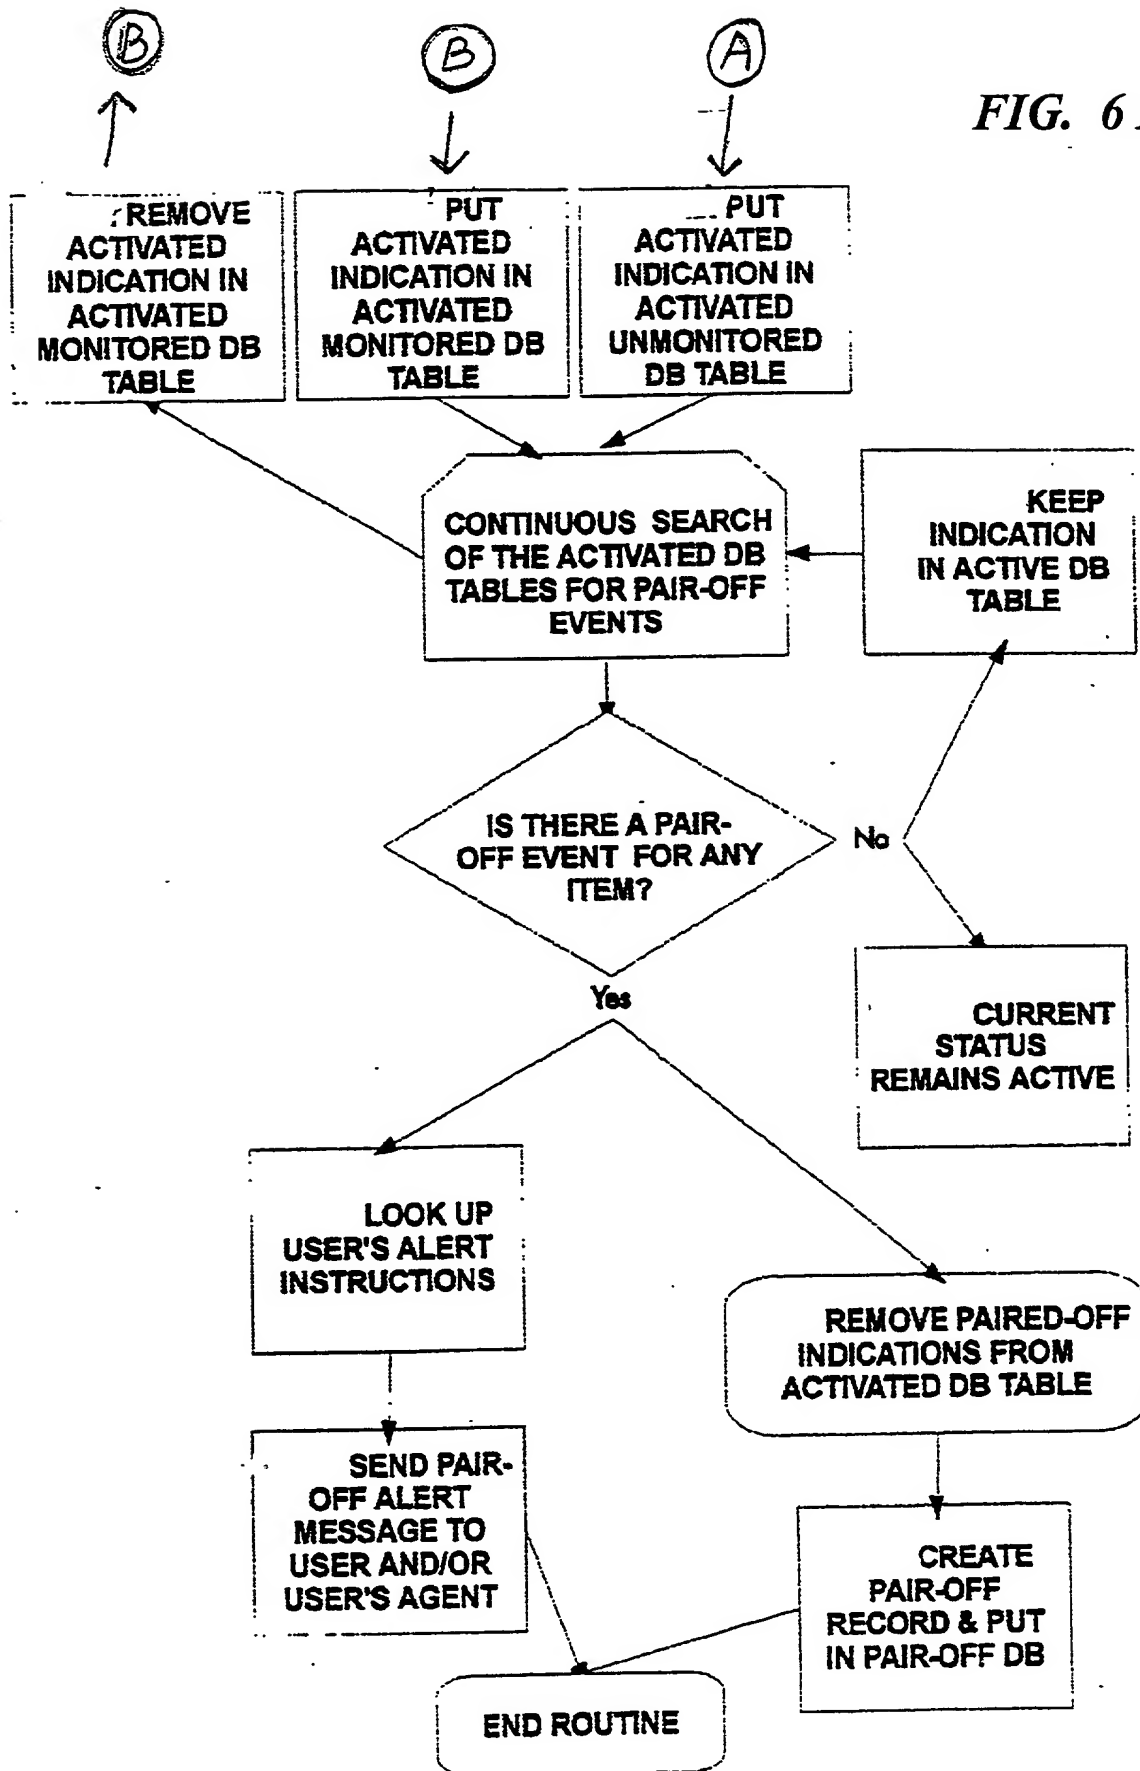 B
B
A
FIG. 6
REMOVE
ACTIVATED
INDICATION IN
ACTIVATED
MONITORED DB
TABLE
PUT
ACTIVATED
INDICATION IN
ACTIVATED
MONITORED DB
TABLE
PUT
ACTIVATED
INDICATION IN
ACTIVATED
UNMONITORED
DB TABLE
CONTINUOUS SEARCH
OF THE ACTIVATED DB
TABLES FOR PAIR-OFF
EVENTS
KEEP
INDICATION
IN ACTIVE DB
TABLE
IS THERE A PAIR-
OFF EVENT FOR ANY
ITEM?
No
Yes
CURRENT
STATUS
REMAINS ACTIVE
LOOK UP
USER'S ALERT
INSTRUCTIONS
REMOVE PAIRED-OFF
INDICATIONS FROM
ACTIVATED DB TABLE
SEND PAIR-
OFF ALERT
MESSAGE TO
USER AND/OR
USER'S AGENT
CREATE
PAIR-OFF
RECORD & PUT
IN PAIR-OFF DB
END ROUTINE